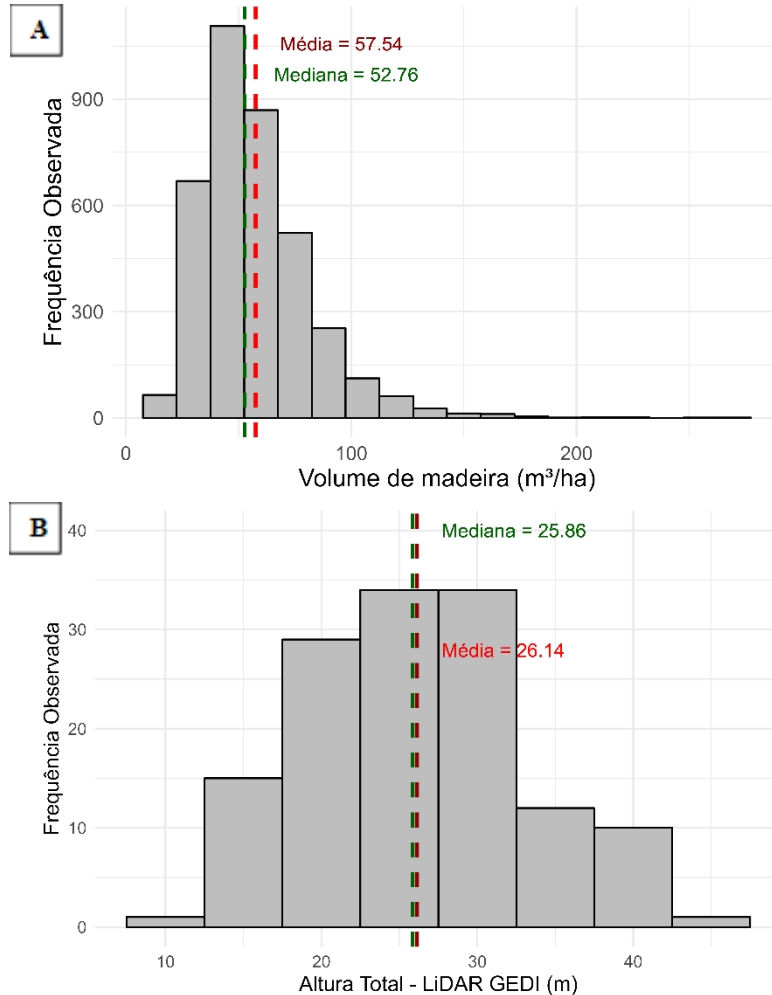 A
Média = 57.54
Mediana = 52.76
900
600
300
0
Frequência Observada
0 100 200
Volume de madeira (m³/ha)
B
40
Mediana = 25.86
30
Média = 26.14
20
10
0
Frequência Observada
10 20 30 40
Altura Total - LiDAR GEDI (m)